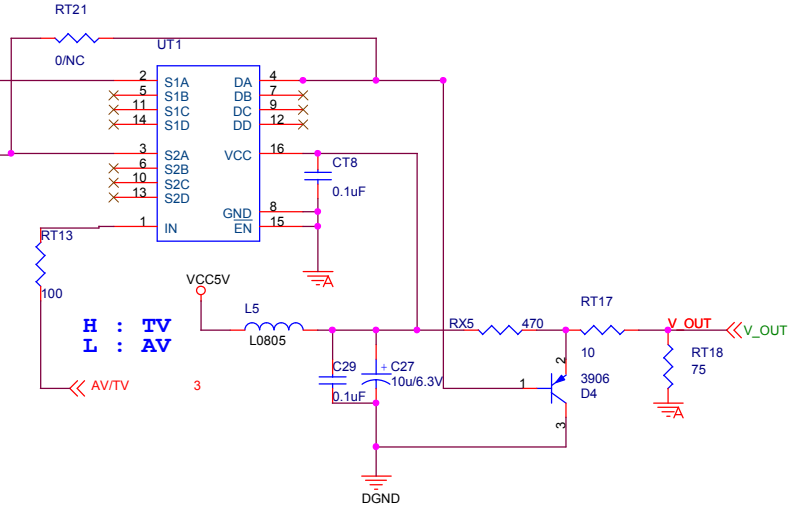 RT21
0/NC
UT1
2 S1A DA 4
5 S1B DB 7
11 S1C DC 9
14 S1D DD 12
3 S2A VCC 16
6 S2B
10 S2C
13 S2D
GND 8
1 IN EN 15
CT8
0.1uF
A
RT13
100
VCC5V
L5
L0805
H : TV
L : AV
AV/TV 3
C29
0.1uF
+ C27
10u/6.3V
DGND
RX5 470
RT17
10
V_OUT
V_OUT
RT18
75
A
1
2
3
3906
D4